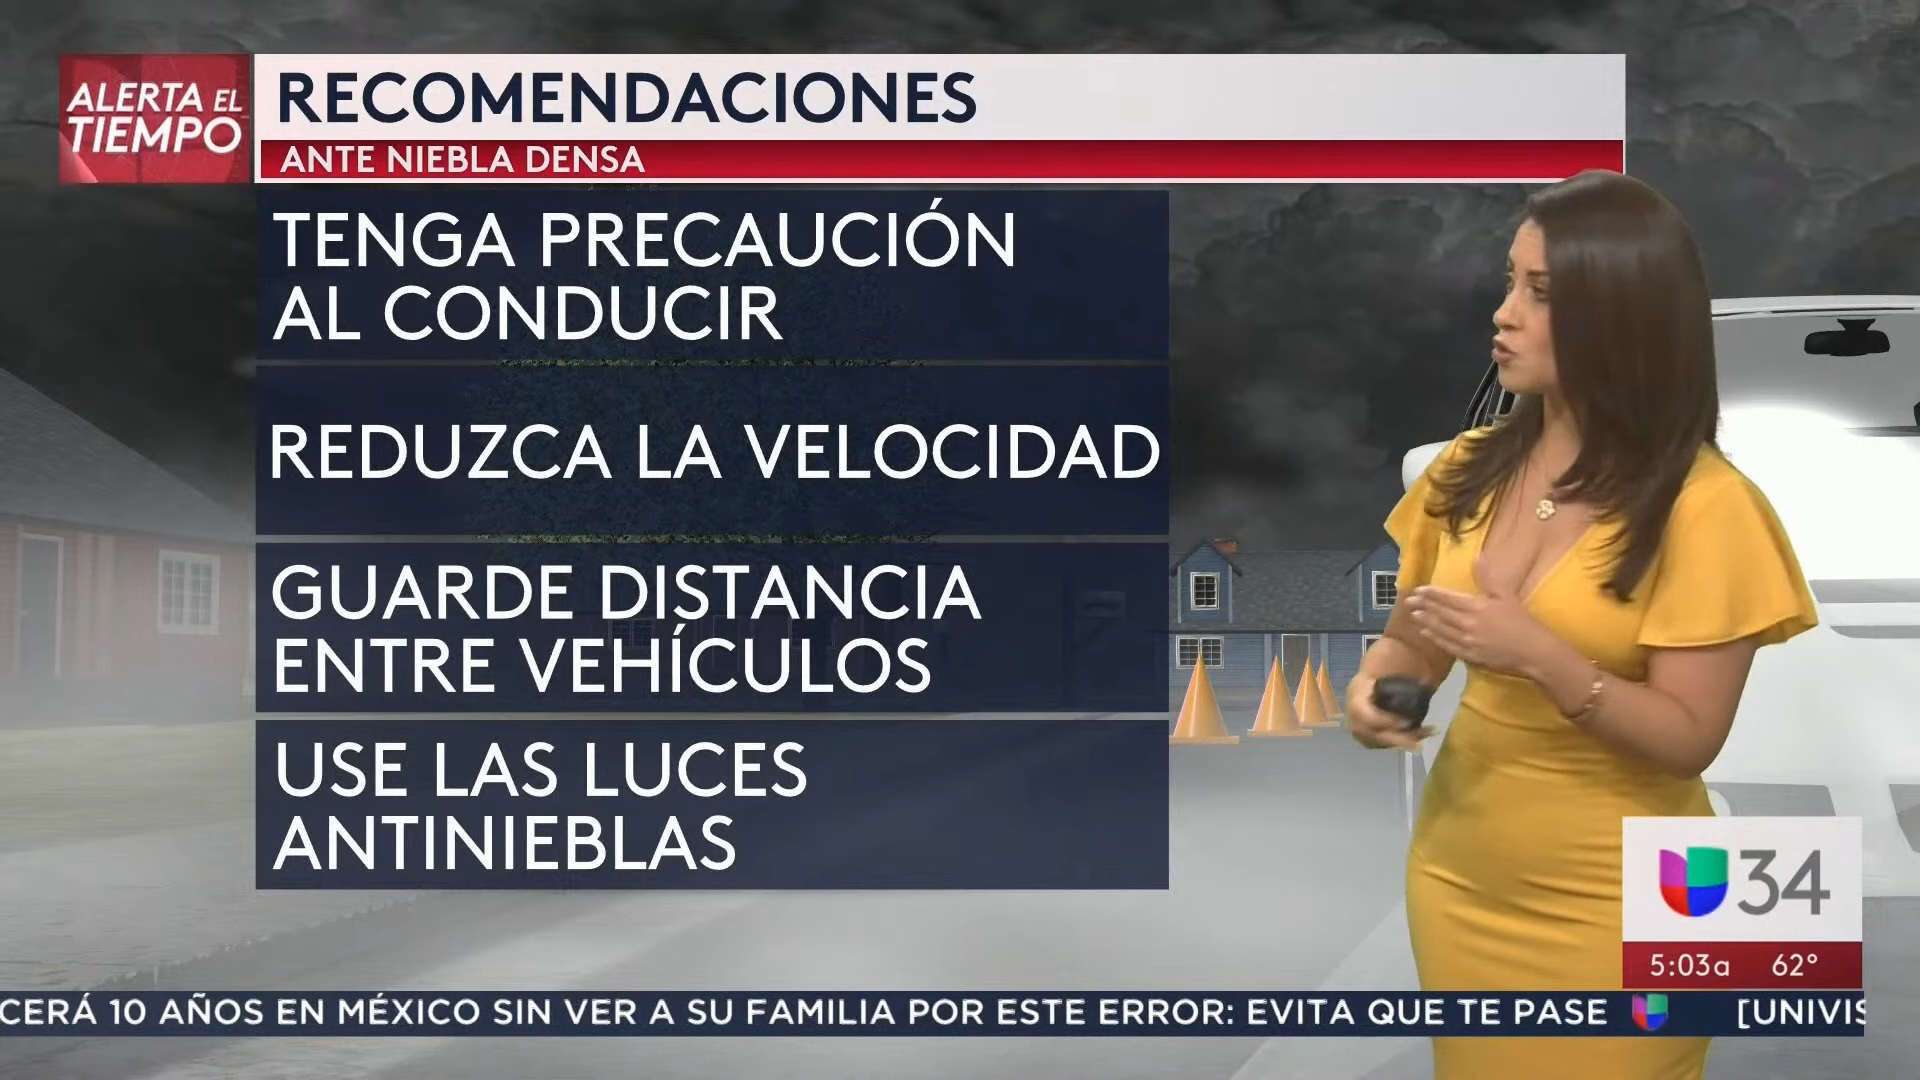 ALERTA EL
TIEMPO
RECOMENDACIONES
ANTE NIEBLA DENSA
TENGA PRECAUCIÓN
AL CONDUCIR
REDUZCA LA VELOCIDAD
GUARDE DISTANCIA
ENTRE VEHÍCULOS
USE LAS LUCES
ANTINIEBLAS
34
5:03a 62°
CERÁ 10 AÑOS EN MÉXICO SIN VER A SU FAMILIA POR ESTE ERROR: EVITA QUE TE PASE [UNIVIS